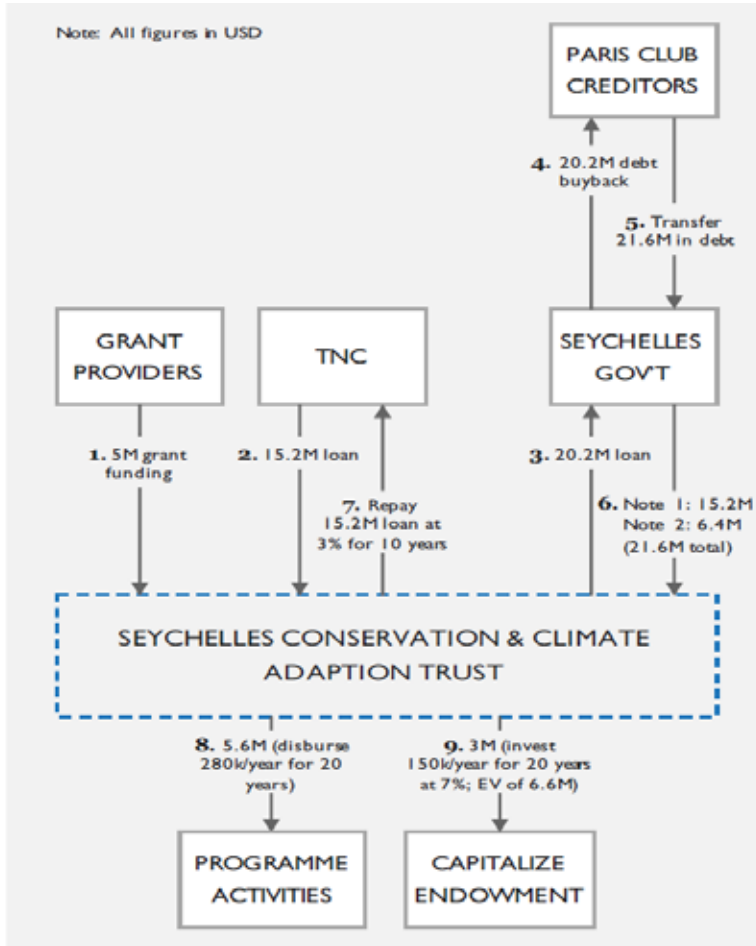 Note: All figures in USD
PARIS CLUB
CREDITORS
4. 20.2M debt
buyback
5. Transfer
21.6M in debt
GRANT
PROVIDERS
TNC
SEYCHELLES
GOV'T
1. 5M grant
funding
2. 15.2M loan
7. Repay
15.2M loan at
3% for 10 years
3. 20.2M loan
6. Note 1: 15.2M
Note 2: 6.4M
(21.6M total)
SEYCHELLES CONSERVATION & CLIMATE
ADAPTION TRUST
8. 5.6M (disburse
280k/year for 20
years)
9. 3M (invest
150k/year for 20 years
at 7%; EV of 6.6M)
PROGRAMME
ACTIVITIES
CAPITALIZE
ENDOWMENT